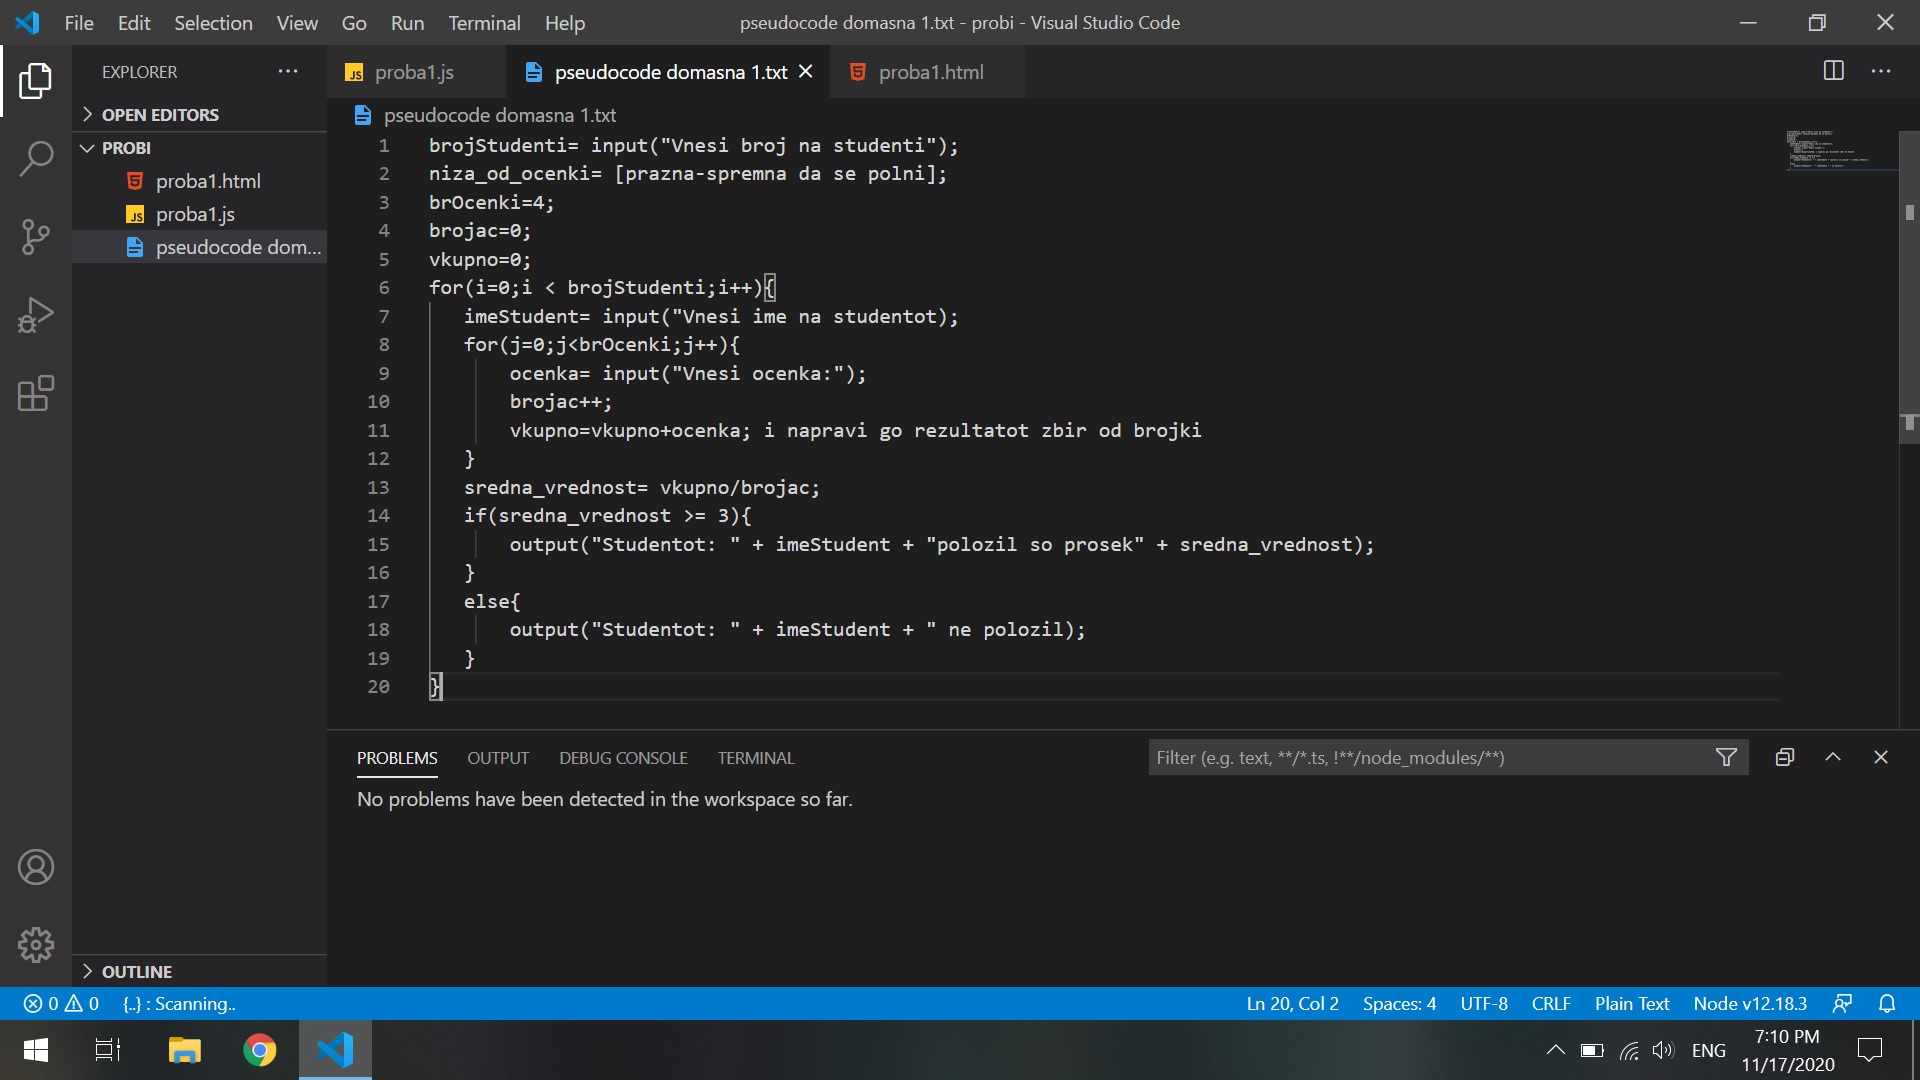 File Edit Selection View Go Run Terminal Help
pseudocode domasna 1.txt - probi - Visual Studio Code
EXPLORER
OPEN EDITORS
PROBI
proba1.html
proba1.js
pseudocode dom...
OUTLINE
proba1.js
pseudocode domasna 1.txt
proba1.html
pseudocode domasna 1.txt
1 brojStudenti= input("Vnesi broj na studenti");
2 niza_od_ocenki= [prazna-spremna da se polni];
3 brOcenki=4;
4 brojac=0;
5 vkupno=0;
6 for(i=0;i < brojStudenti;i++){
7 imeStudent= input("Vnesi ime na studentot);
8 for(j=0;j<brOcenki;j++){
9 ocenka= input("Vnesi ocenka:");
10 brojac++;
11 vkupno=vkupno+ocenka; i napravi go rezultatot zbir od brojki
12 }
13 sredna_vrednost= vkupno/brojac;
14 if(sredna_vrednost >= 3){
15 output("Studentot: " + imeStudent + "polozil so prosek" + sredna_vrednost);
16 }
17 else{
18 output("Studentot: " + imeStudent + " ne polozil);
19 }
20 }
PROBLEMS OUTPUT DEBUG CONSOLE TERMINAL
Filter (e.g. text, **/*.ts, !**/node_modules/**)
No problems have been detected in the workspace so far.
0 0 {..} : Scanning..
Ln 20, Col 2 Spaces: 4 UTF-8 CRLF Plain Text Node v12.18.3
ENG
7:10 PM
11/17/2020